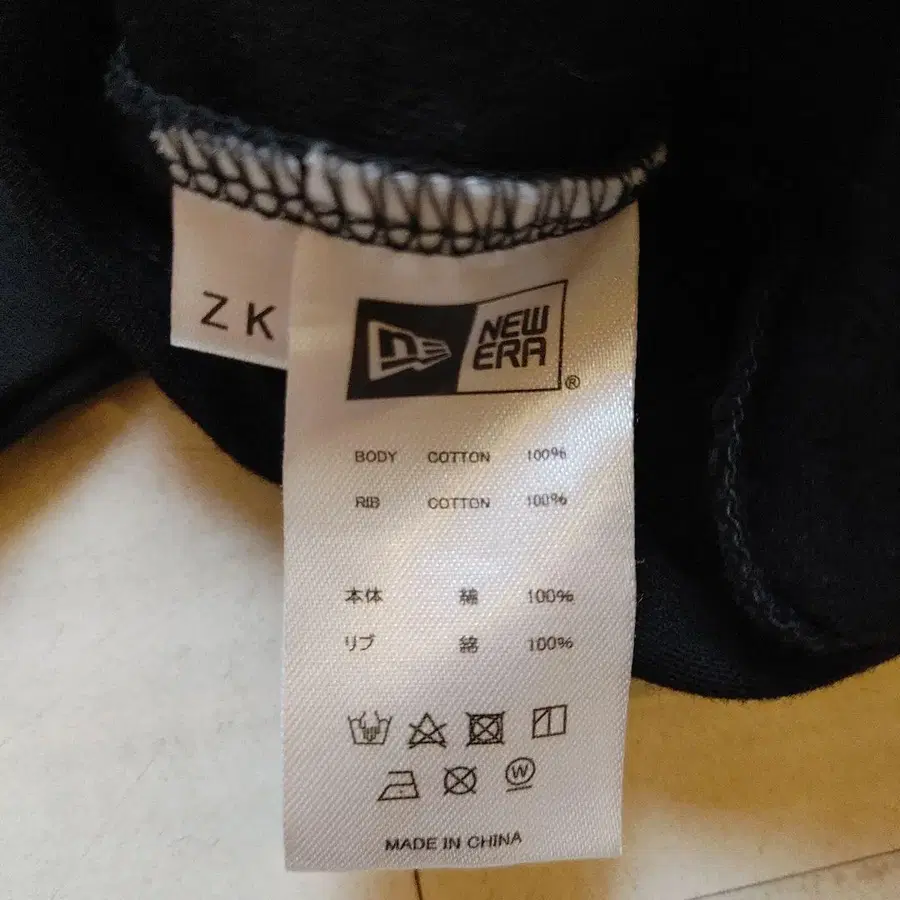 ZK
NEW
ERA
®
BODY COTTON 100%
RIB COTTON 100%
本体 綿 100%
リブ 綿 100%
W
MADE IN CHINA